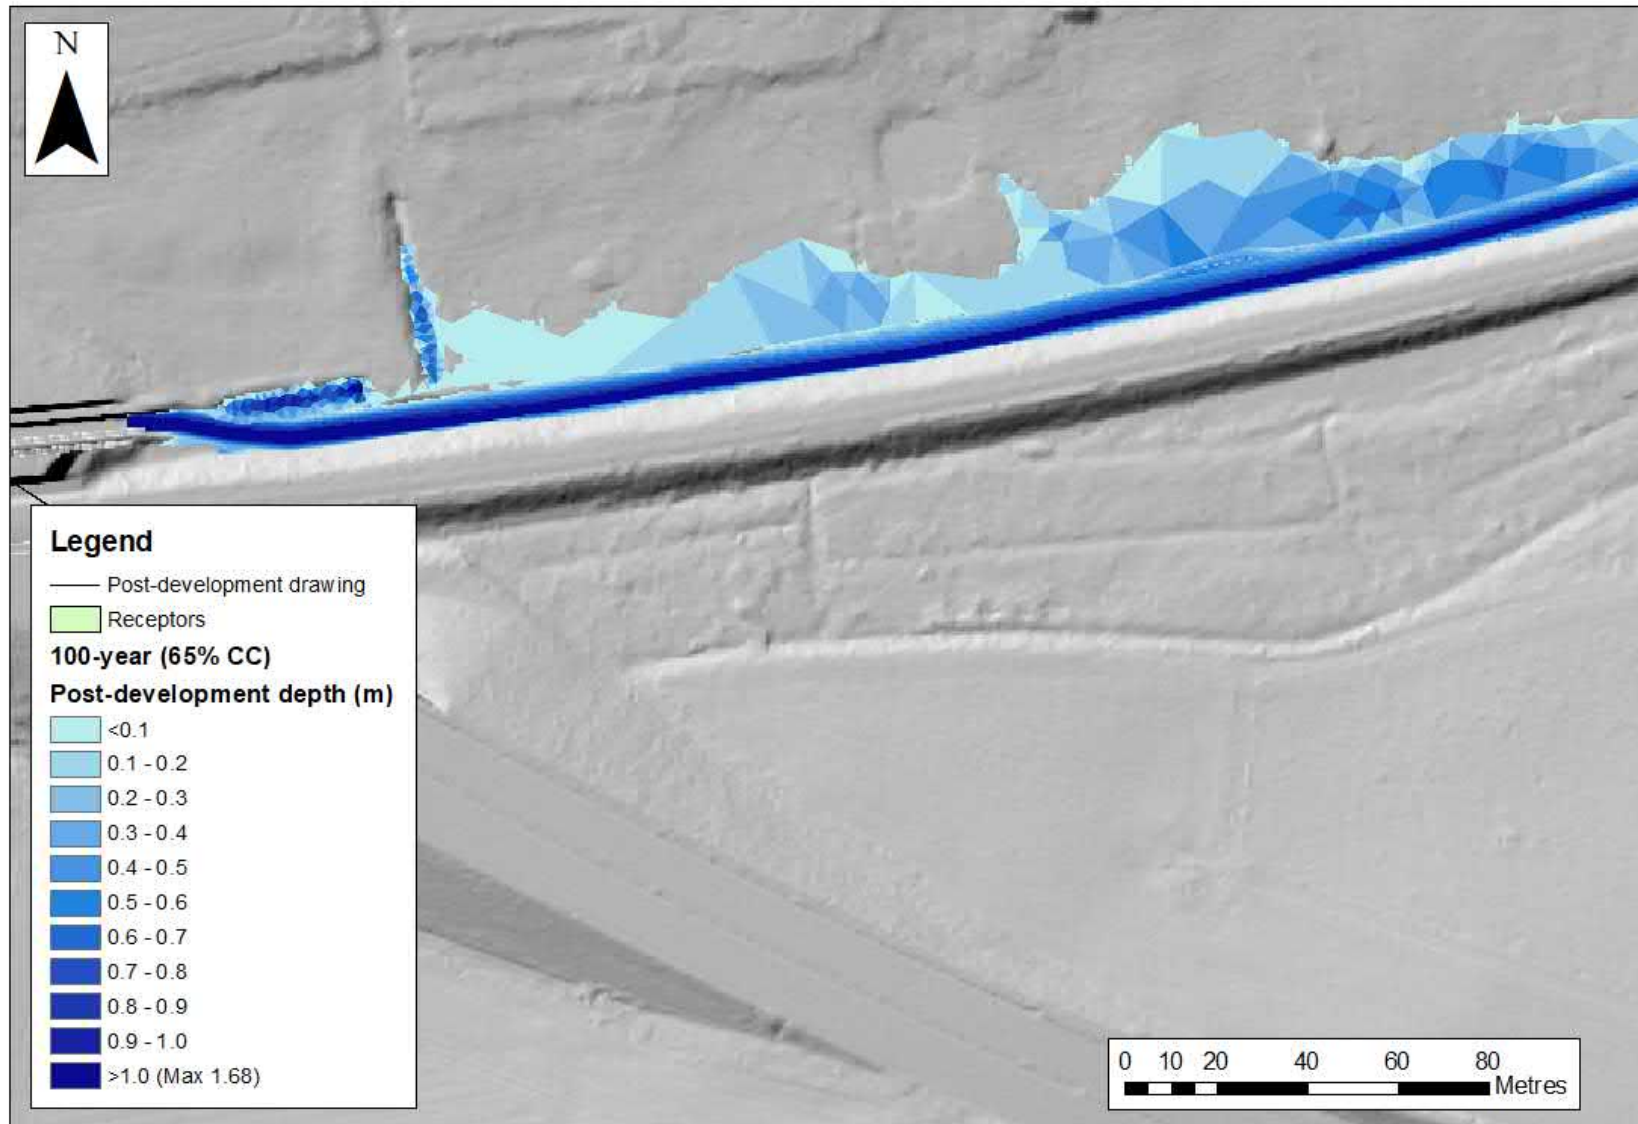 N
Legend
Post-development drawing
Receptors
100-year (65% CC)
Post-development depth (m)
<0.1
0.1 - 0.2
0.2 - 0.3
0.3 - 0.4
0.4 - 0.5
0.5 - 0.6
0.6 - 0.7
0.7 - 0.8
0.8 - 0.9
0.9 - 1.0
>1.0 (Max 1.68)
0 10 20 40 60 80
Metres